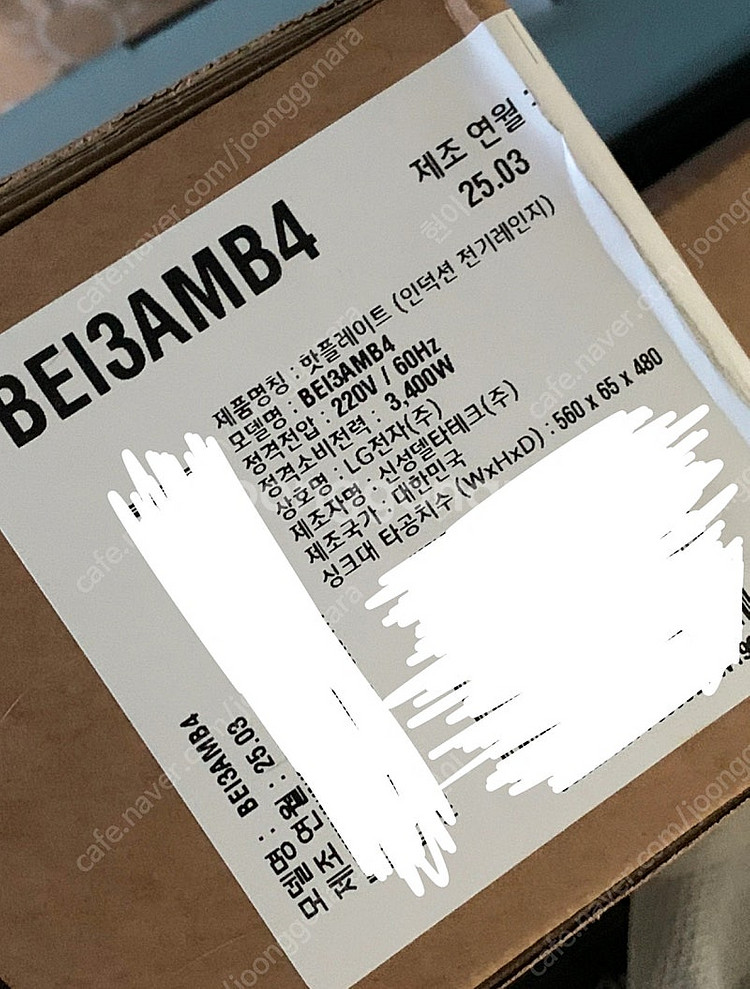 제조 연월 :
25.03
BEI3AMB4
제품명칭 : 핫플레이트 (인덕션 전기레인지)
모델명 : BEI3AMB4
정격전압 : 220V / 60Hz
정격소비전력 : 3,400W
상호명 : LG전자(주)
제조자명 : 신성델타테크(주)
제조국가 : 대한민국
싱크대 타공치수 (WxHxD) : 560 x 65 x 480
모델명 : BEI3AMB4
제조 연월 : 25.03
cafe.naver.com/joonggonara